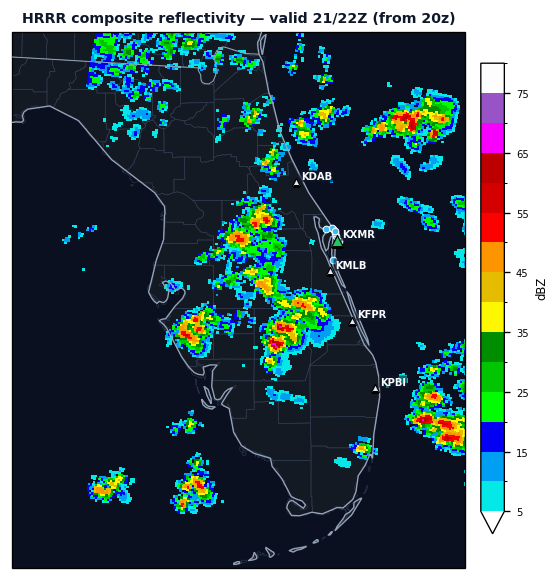 HRRR composite reflectivity — valid 21/22Z (from 20z)
KDAB
KXMR
KMLB
KFPR
KPBI
75
65
55
45
35
25
15
5
dBZ